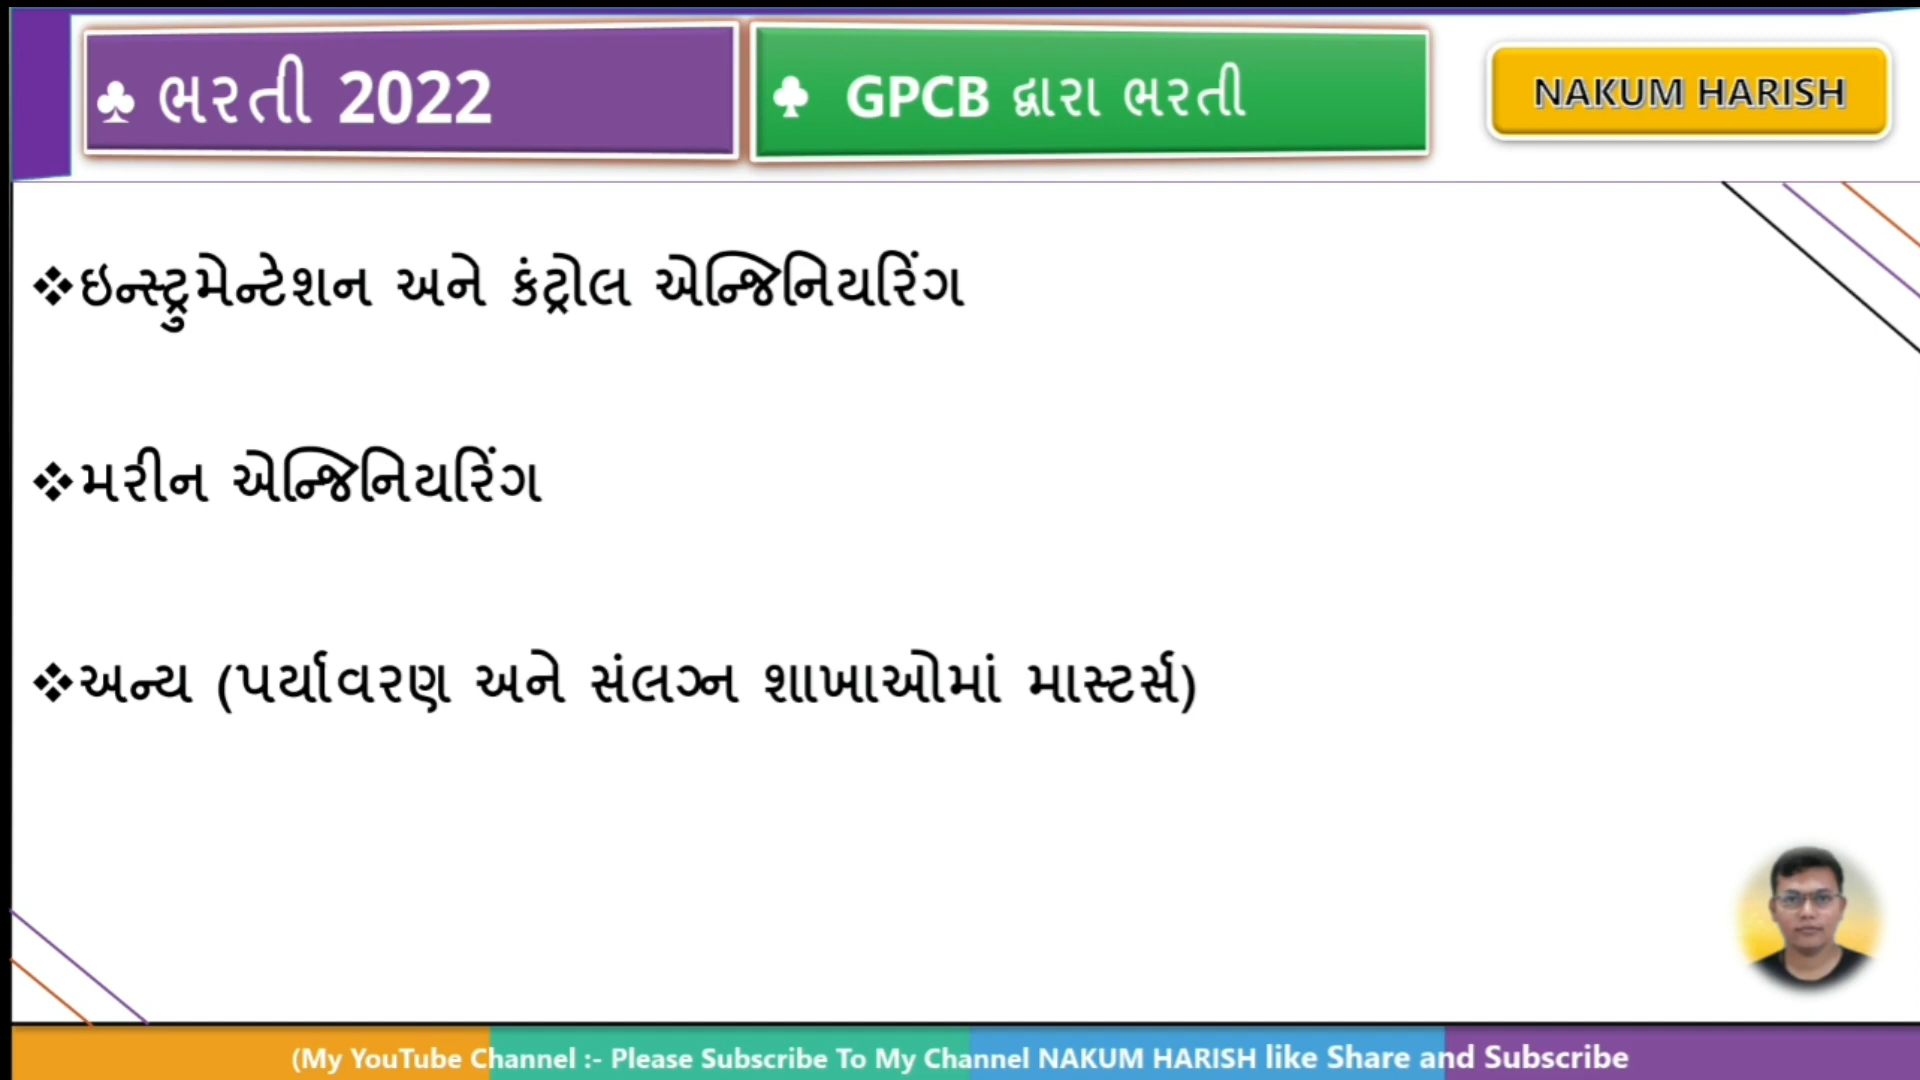 ♣ ભરતી 2022
♣ GPCB દ્વારા ભરતી
NAKUM HARISH
❖ઇન્સ્ટ્રુમેન્ટેશન અને કંટ્રોલ એન્જિનિયરિંગ
❖મરીન એન્જિનિયરિંગ
❖અન્ય (પર્યાવરણ અને સંલગ્ન શાખાઓમાં માસ્ટર્સ)
(My YouTube Channel :- Please Subscribe To My Channel NAKUM HARISH like Share and Subscribe